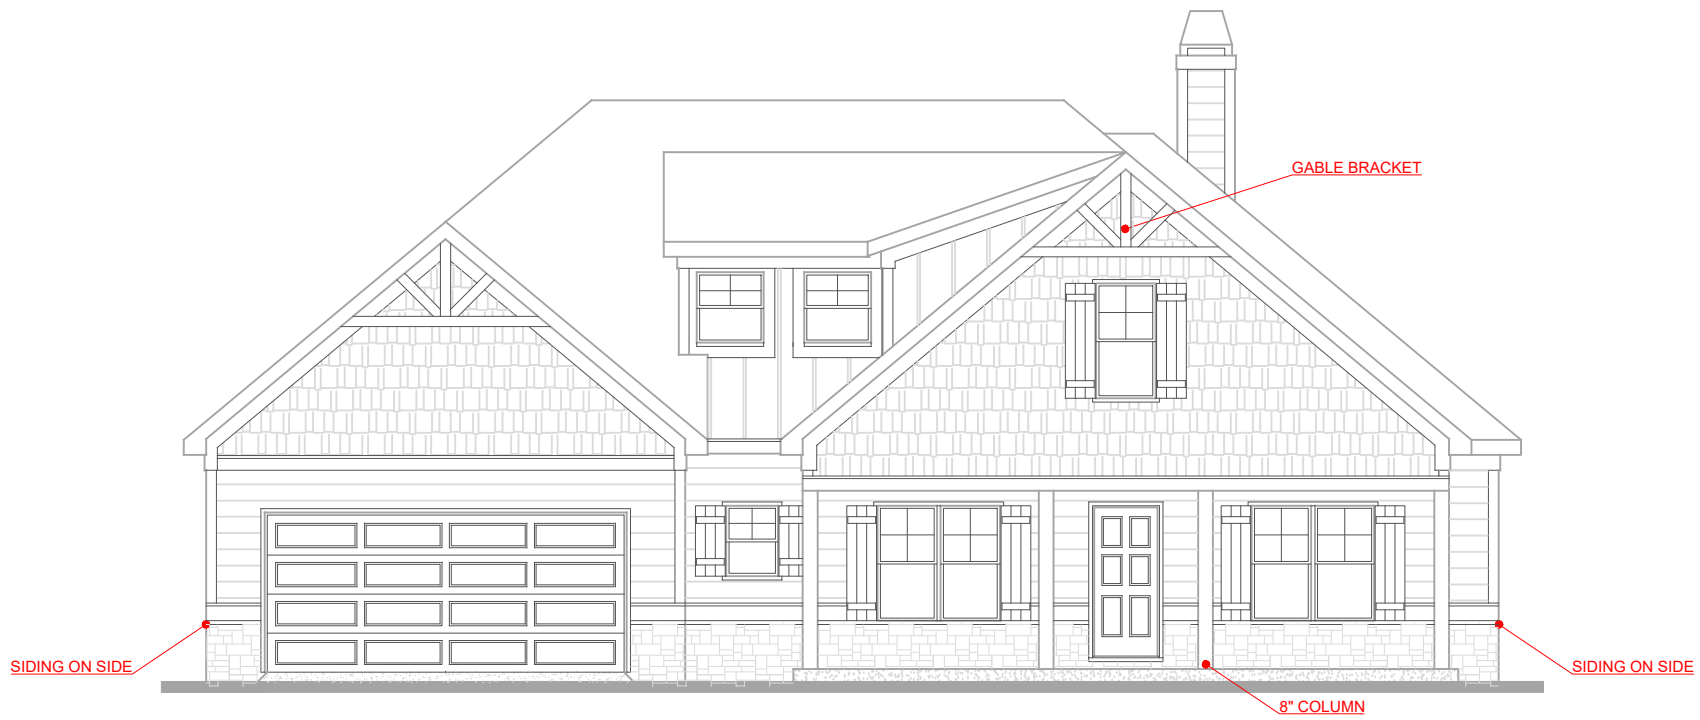 GABLE BRACKET
SIDING ON SIDE
SIDING ON SIDE
8" COLUMN